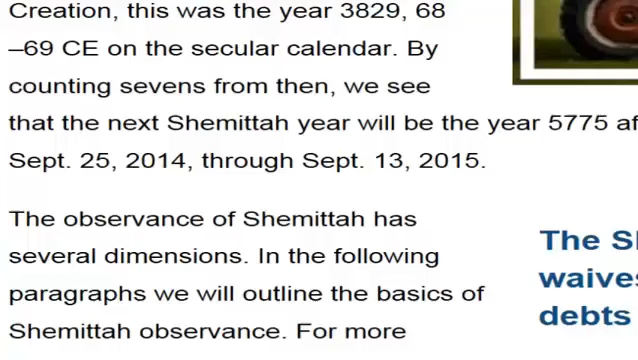 Creation, this was the year 3829, 68
–69 CE on the secular calendar. By
counting sevens from then, we see
that the next Shemittah year will be the year 5775 af
Sept. 25, 2014, through Sept. 13, 2015.
The observance of Shemittah has
several dimensions. In the following
paragraphs we will outline the basics of
Shemittah observance. For more
The S
waives
debts